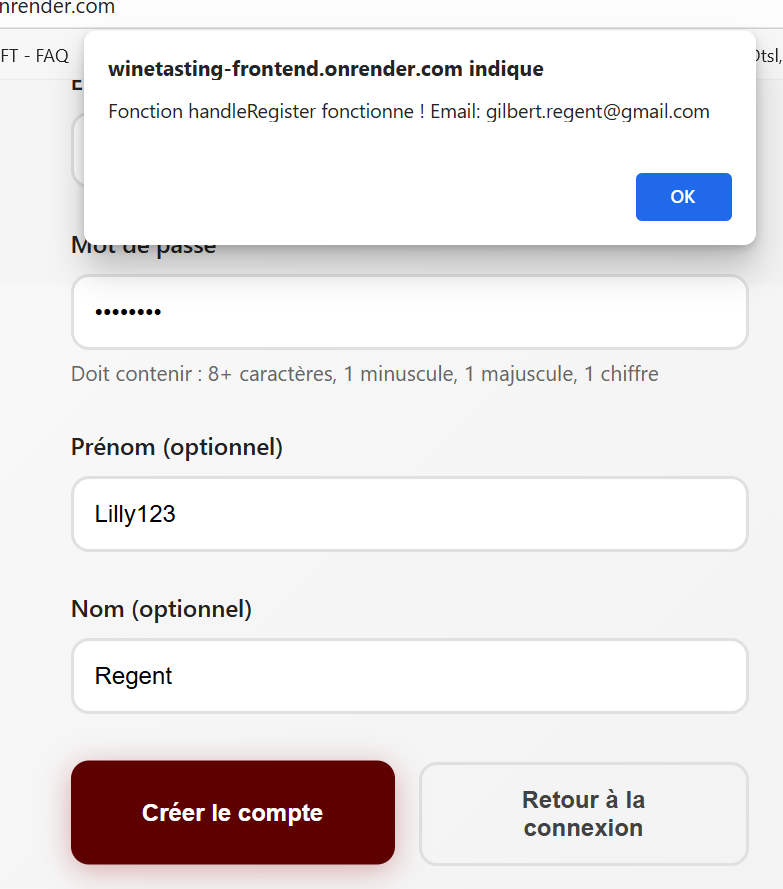 nrender.com
FT - FAQ
winetasting-frontend.onrender.com indique
Fonction handleRegister fonctionne ! Email: gilbert.regent@gmail.com
OK
Mot de passe
••••••••
Doit contenir : 8+ caractères, 1 minuscule, 1 majuscule, 1 chiffre
Prénom (optionnel)
Lilly123
Nom (optionnel)
Regent
Créer le compte
Retour à la
connexion